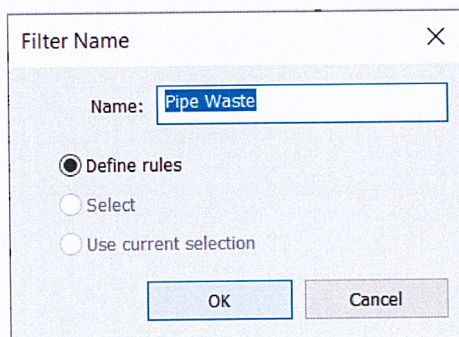 Filter Name
Name: Pipe Waste
Define rules
Select
Use current selection
OK Cancel